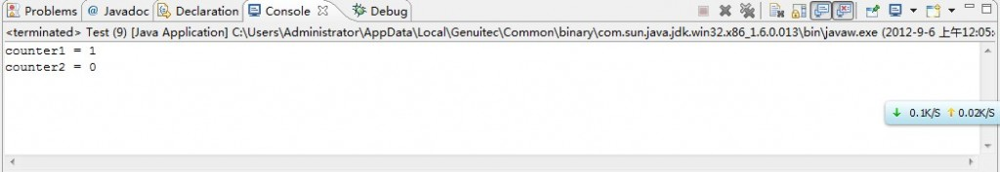 Problems @ Javadoc Declaration Console Debug
<terminated> Test (9) [Java Application] C:\Users\Administrator\AppData\Local\Genuitec\Common\binary\com.sun.java.jdk.win32.x86_1.6.0.013\bin\javaw.exe (2012-9-6 上午12:05:
counter1 = 1
counter2 = 0
0.1K/S 0.02K/S